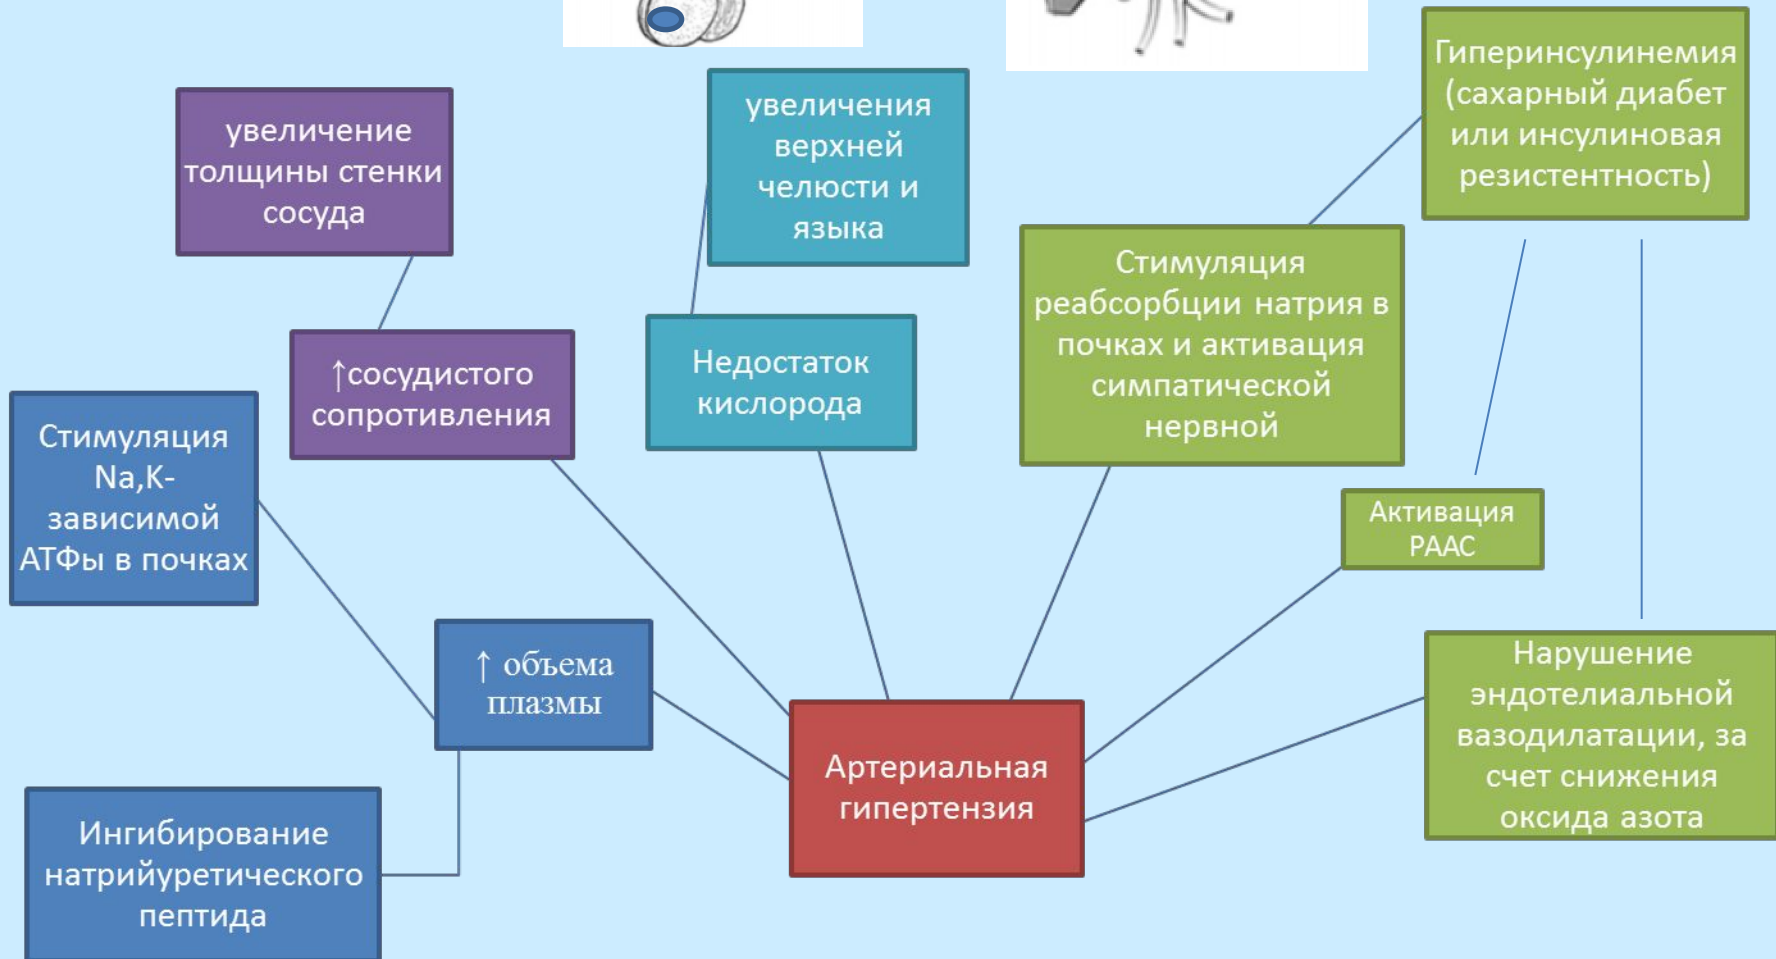 Гиперинсулинемия
(сахарный диабет
или инсулиновая
резистентность)
увеличение
толщины стенки
сосуда
увеличения
верхней
челюсти и
языка
Стимуляция
реабсорбции натрия в
почках и активация
симпатической
нервной
↑сосудистого
сопротивления
Недостаток
кислорода
Стимуляция
Na,K-
зависимой
АТФы в почках
Активация
РААС
↑ объема
плазмы
Нарушение
эндотелиальной
вазодилатации, за
счет снижения
оксида азота
Артериальная
гипертензия
Ингибирование
натрийуретического
пептида